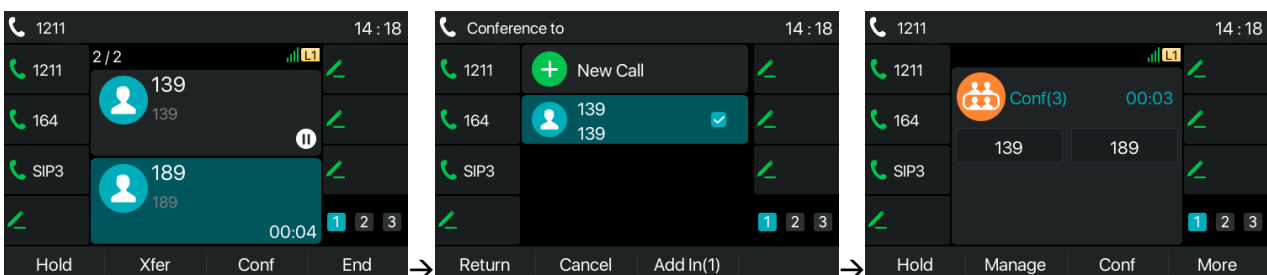 1211 14:18
2/2 L1
1211
139
139
164
SIP3
189
189
00:04
1 2 3
Hold Xfer Conf End
→
Conference to 14:18
1211
New Call
164
139
139
SIP3
1 2 3
Return Cancel Add In(1)
→
1211 14:18
L1
1211
Conf(3) 00:03
164
139 189
SIP3
1 2 3
Hold Manage Conf More